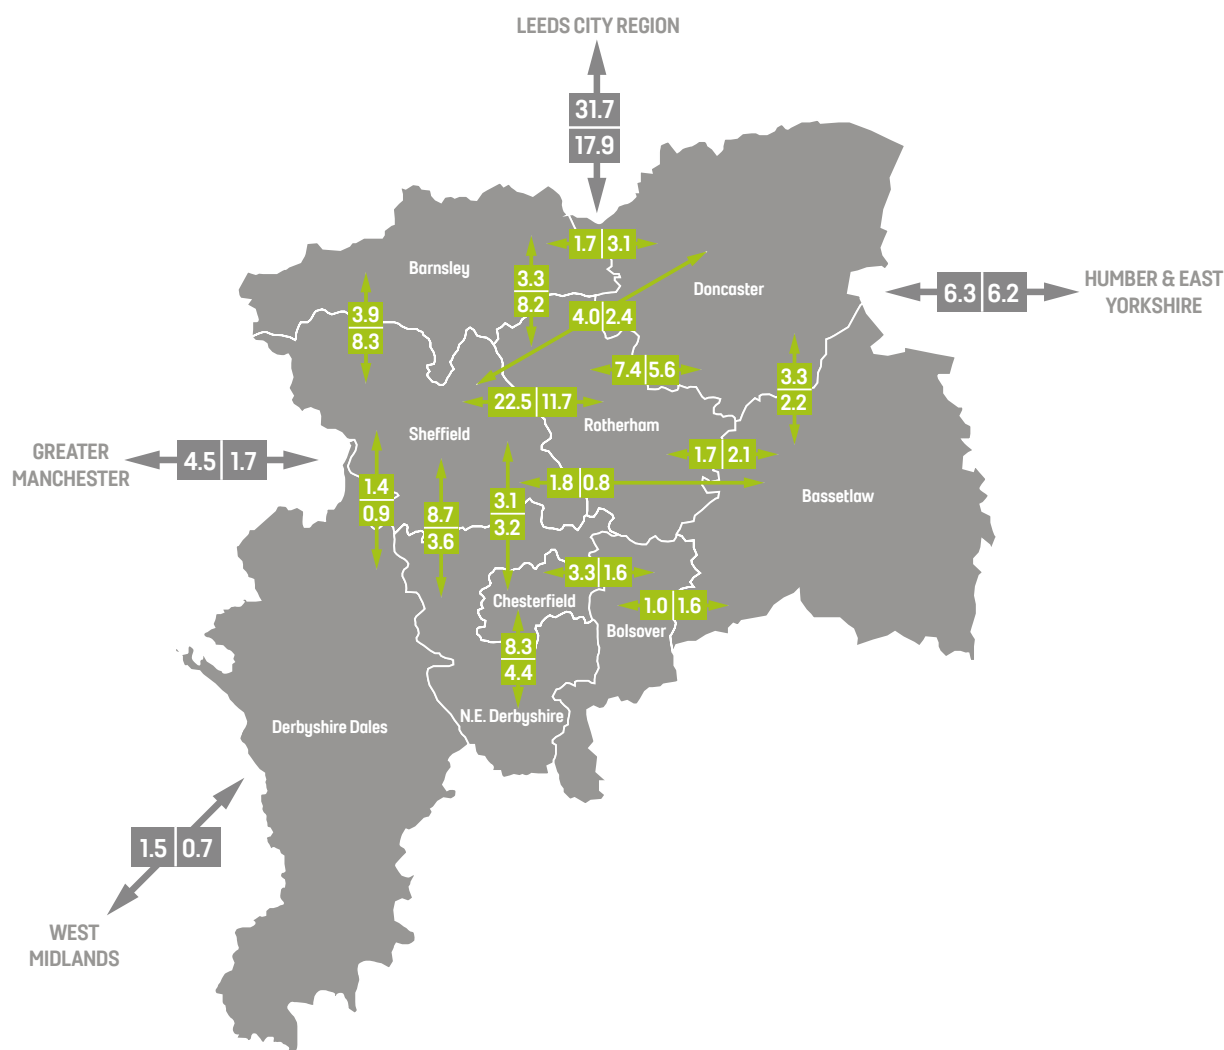 LEEDS CITY REGION
31.7
17.9
1.7 3.1
Barnsley
3.3
8.2
Doncaster
HUMBER & EAST
YORKSHIRE
6.3 6.2
3.9
8.3
4.0 2.4
7.4 5.6
3.3
2.2
22.5 11.7
Sheffield
Rotherham
GREATER
MANCHESTER
4.5 1.7
1.7 2.1
1.8 0.8
Bassetlaw
1.4
0.9
8.7
3.6
3.1
3.2
3.3 1.6
Chesterfield
1.0 1.6
Bolsover
8.3
4.4
N.E. Derbyshire
Derbyshire Dales
1.5 0.7
WEST
MIDLANDS